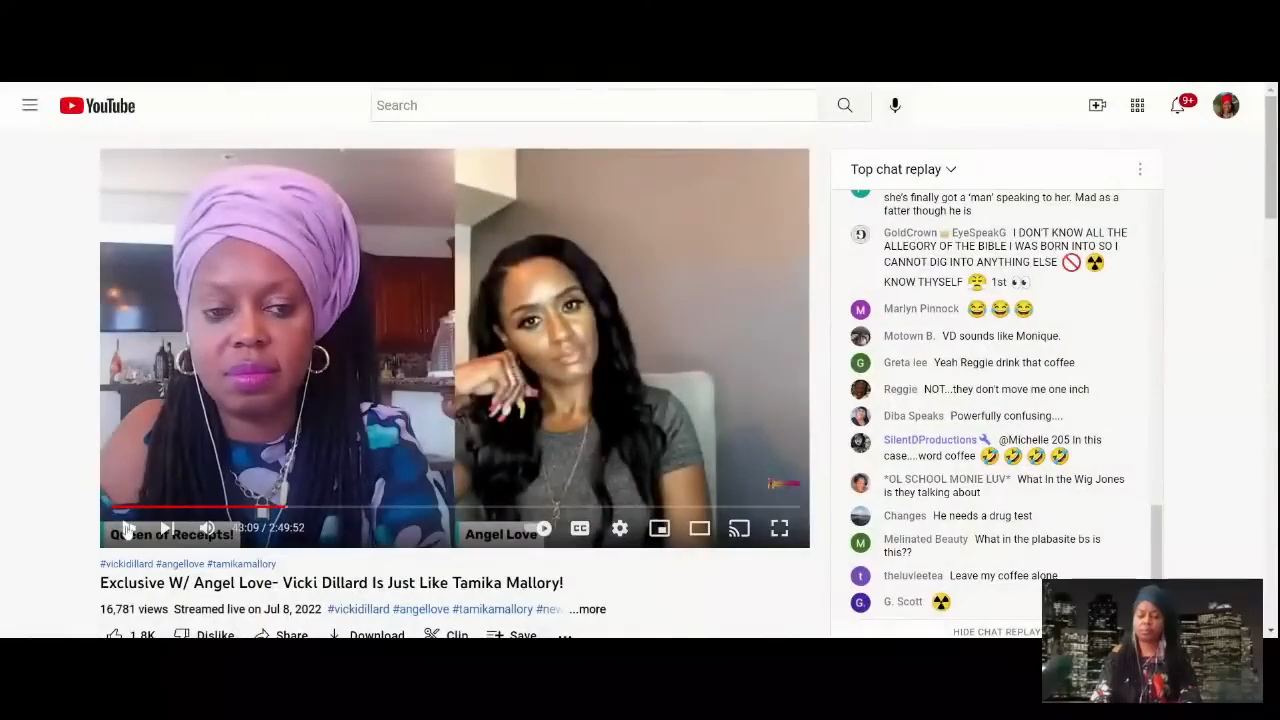 YouTube
Search
9+
Top chat replay
she's finally got a 'man' speaking to her. Mad as a
fatter though he is
GoldCrown EyeSpeakG I DON'T KNOW ALL THE
ALLEGORY OF THE BIBLE I WAS BORN INTO SO I
CANNOT DIG INTO ANYTHING ELSE
KNOW THYSELF 1st
Marlyn Pinnock
Motown B. VD sounds like Monique.
G Greta lee Yeah Reggie drink that coffee
Reggie NOT...they don't move me one inch
Diba Speaks Powerfully confusing....
SilentDProductions @Michelle 205 In this
case....word coffee
*OL SCHOOL MONIE LUV* What In the Wig Jones
is they talking about
Changes He needs a drug test
M Melinated Beauty What in the plabasite bs is
this??
t theluvieetea Leave my coffee alone
G. G. Scott
HIDE CHAT REPLAY
43:09 / 2:49:52
CC
Queen of Receipts!
Angel Love
#vickidillard #angellove #tamikamallory
Exclusive W/ Angel Love- Vicki Dillard Is Just Like Tamika Mallory!
16,781 views Streamed live on Jul 8, 2022 #vickidillard #angellove #tamikamallory #new ...more
1.8K Dislike Share Download Clip Save